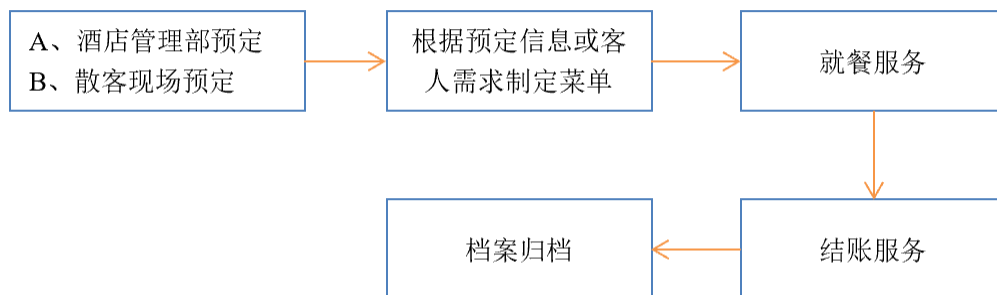 A、酒店管理部预定
B、散客现场预定
根据预定信息或客
人需求制定菜单
就餐服务
结账服务
档案归档